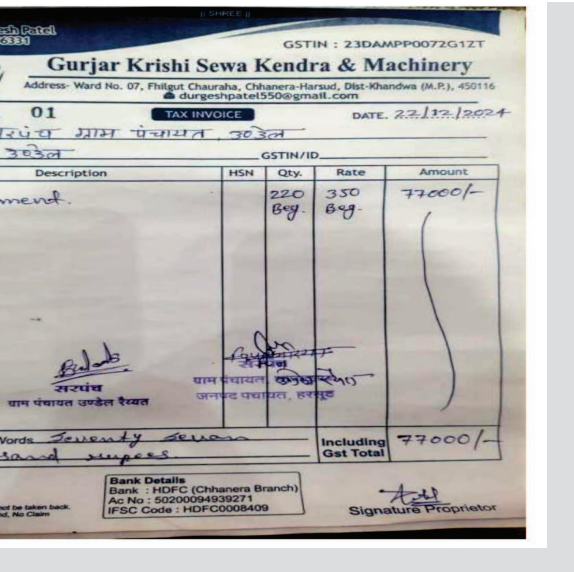 || SHREE ||
esh Patel
6331
GSTIN : 23DAMPP0072G1ZT
Gurjar Krishi Sewa Kendra & Machinery
Address- Ward No. 07, Fhilgut Chauraha, Chhanera-Harsud, Dist-Khandwa (M.P.), 450116
durgeshpatel550@gmail.com
01 TAX INVOICE DATE. 22/12/2024
रपंच ग्राम पंचायत उण्डेल
उण्डेल GSTIN/ID
Description HSN Qty. Rate Amount
ment. 220 350 77000/-
Beg. Beg.
सरपंच
ग्राम पंचायत उण्डेल रैय्यत
ग्राम पंचायत,
जनपद पंचायत, हरसूद
Words Seventy Seven
sand rupees
Including 77000/-
Gst Total
Bank Details
Bank : HDFC (Chhanera Branch)
Ac No : 50200094939271
IFSC Code : HDFC0008409
not be taken back.
d, No Claim
Signature Proprietor